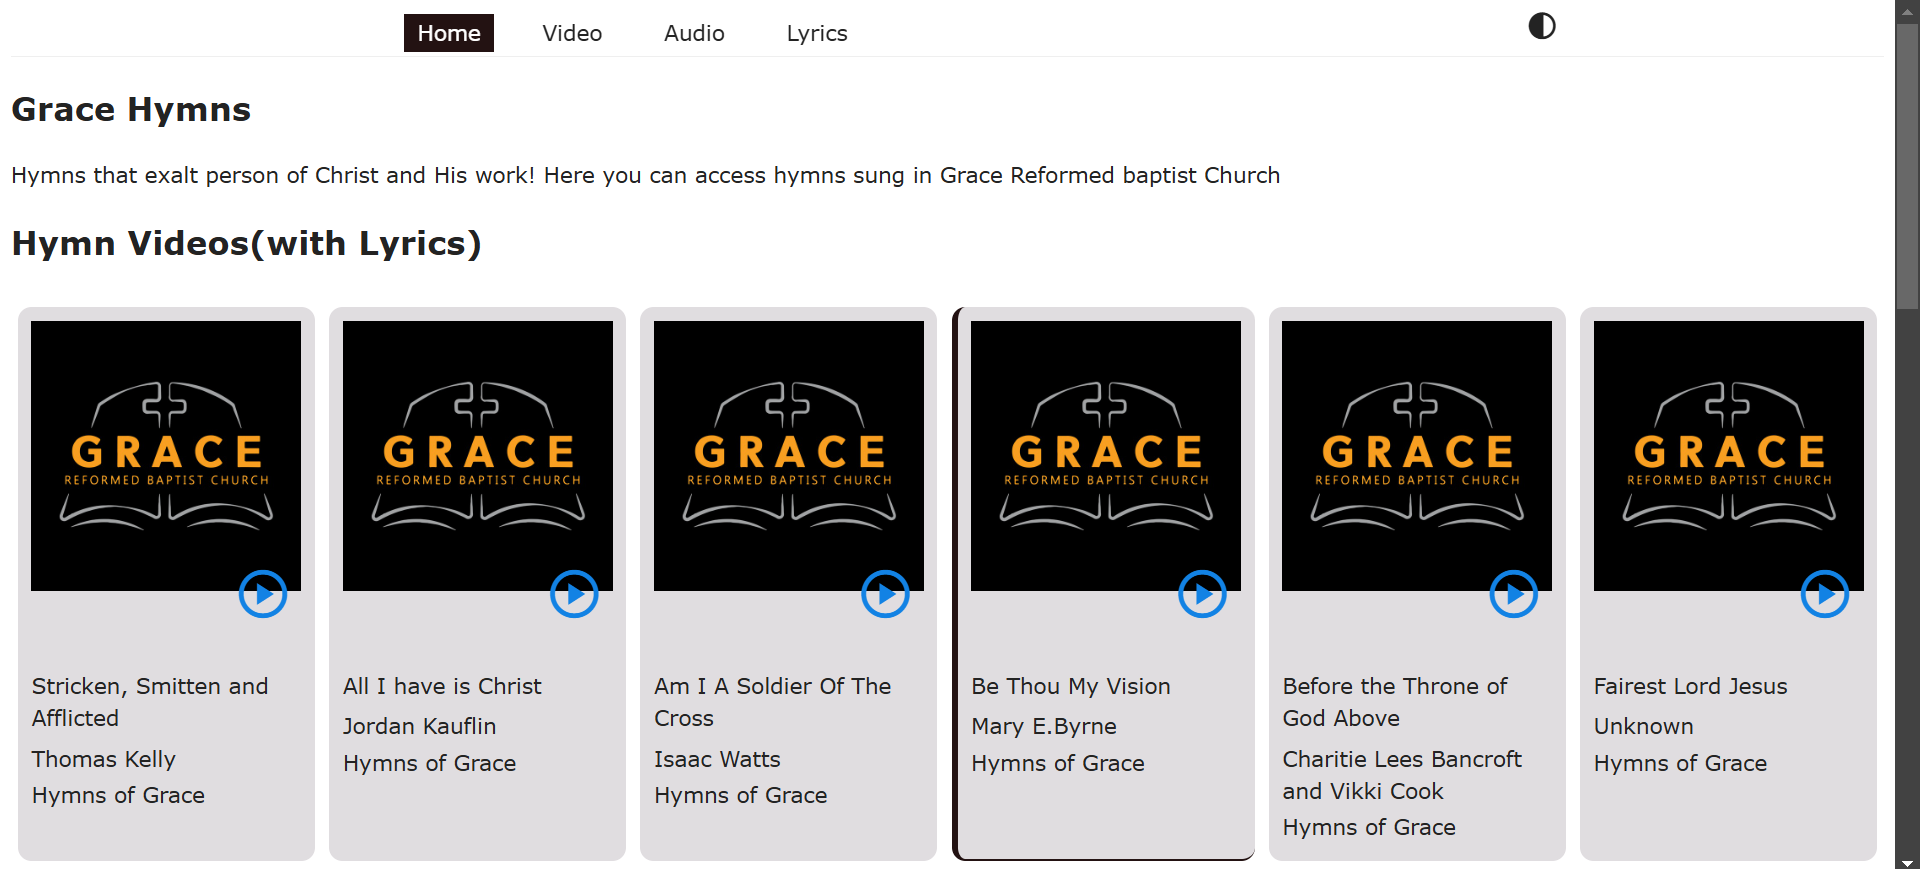 Home Video Audio Lyrics
Grace Hymns
Hymns that exalt person of Christ and His work! Here you can access hymns sung in Grace Reformed baptist Church
Hymn Videos(with Lyrics)
GRACE
REFORMED BAPTIST CHURCH
Stricken, Smitten and
Afflicted
Thomas Kelly
Hymns of Grace
GRACE
REFORMED BAPTIST CHURCH
All I have is Christ
Jordan Kauflin
Hymns of Grace
GRACE
REFORMED BAPTIST CHURCH
Am I A Soldier Of The
Cross
Isaac Watts
Hymns of Grace
GRACE
REFORMED BAPTIST CHURCH
Be Thou My Vision
Mary E.Byrne
Hymns of Grace
GRACE
REFORMED BAPTIST CHURCH
Before the Throne of
God Above
Charitie Lees Bancroft
and Vikki Cook
Hymns of Grace
GRACE
REFORMED BAPTIST CHURCH
Fairest Lord Jesus
Unknown
Hymns of Grace